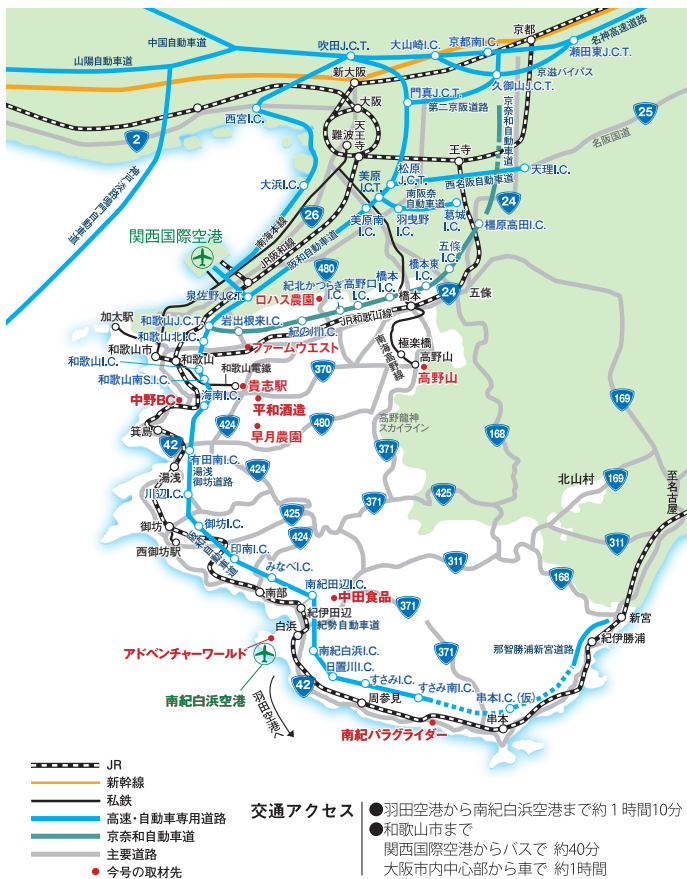 京都
名神高速道路
中国自動車道
吹田J.C.T.
大山崎I.C.
京都南I.C.
瀬田東J.C.T.
山陽自動車道
新大阪
京滋バイパス
門真J.C.T.
久御山J.C.T.
第二京阪道路
大阪
西宮I.C.
京奈和自動車道
25
2
難波
天王寺
王寺
名阪国道
神戸淡路鳴門自動車道
大浜I.C.
美原J.C.T.
松原J.C.T.
西名阪自動車道
天理I.C.
南阪奈自動車道
24
26
美原南I.C.
羽曳野I.C.
葛城I.C.
橿原高田I.C.
関西国際空港
南海本線
JR阪和線
阪和自動車道
480
五條I.C.
橋本東I.C.
橋本I.C.
高野口I.C.
紀北かつらぎI.C.
泉佐野J.C.T.
ロハス農園
24
五條
橋本
加太駅
和歌山J.C.T.
岩出根来I.C.
紀の川I.C.
JR和歌山線
和歌山北I.C.
和歌山市
ファームウエスト
南海高野線
極楽橋
高野山
和歌山I.C.
和歌山
和歌山電鐵
370
高野山
和歌山南S.I.C.
貴志駅
海南I.C.
中野BC
平和酒造
169
箕島
424
早月農園
480
高野龍神スカイライン
168
42
371
有田南I.C.
湯浅御坊道路
424
湯浅
北山村
169
至名古屋
川辺I.C.
371
425
425
御坊
御坊I.C.
424
311
西御坊駅
阪和自動車道
印南I.C.
311
みなべI.C.
168
南紀田辺I.C.
南部
中田食品
371
紀伊田辺
新宮
紀勢自動車道
紀伊勝浦
白浜
アドベンチャーワールド
南紀白浜I.C.
371
那智勝浦新宮道路
日置川I.C.
すさみI.C.
すさみ南I.C.
南紀白浜空港
42
羽田空港へ
周参見
串本I.C.(仮)
串本
南紀パラグライダー
JR
新幹線
私鉄
高速・自動車専用道路
京奈和自動車道
主要道路
今号の取材先
交通アクセス
●羽田空港から南紀白浜空港まで約1時間10分
●和歌山市まで
関西国際空港からバスで 約40分
大阪市内中心部から車で 約1時間